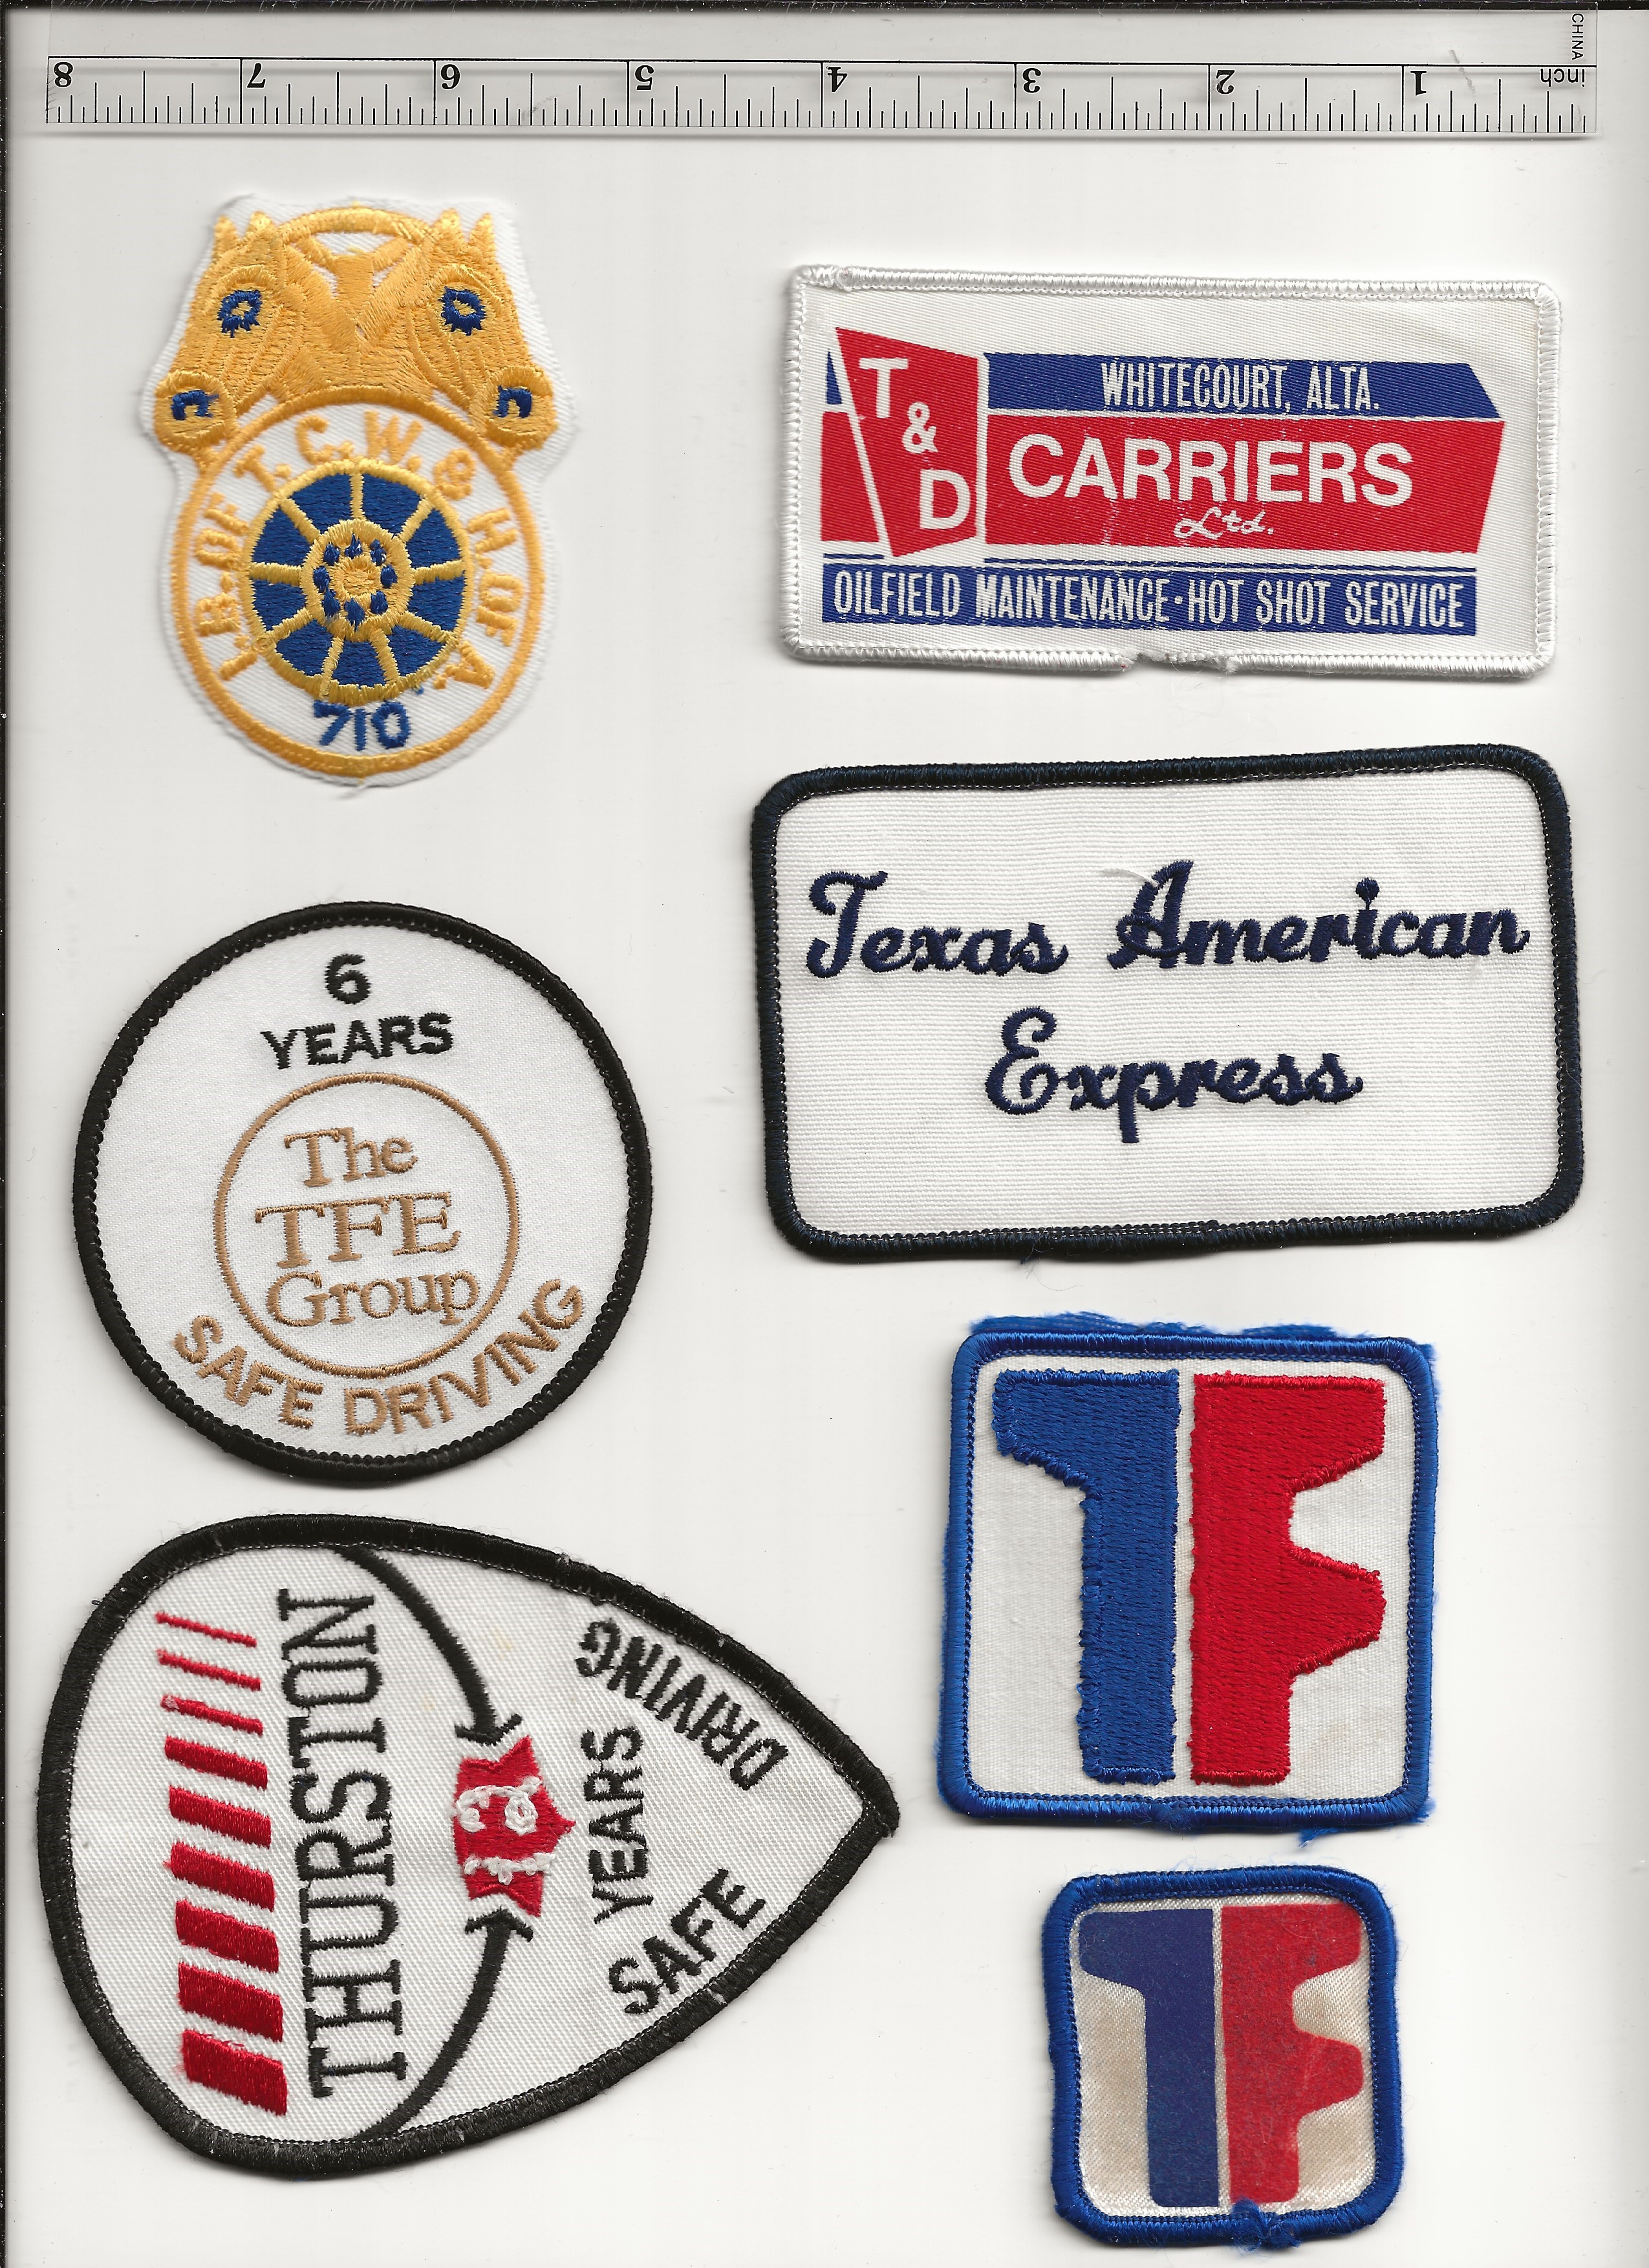 CHINA
inch
8 7 6 5 4 3 2 1
I.B. OF T.C.W. & H. OF A
710
WHITECOURT, ALTA.
T & D
CARRIERS
Ltd.
OILFIELD MAINTENANCE·HOT SHOT SERVICE
Texas American
Express
6
YEARS
The
TFE
Group
SAFE DRIVING
TF
THURSTON
13
YEARS
SAFE DRIVING
TF